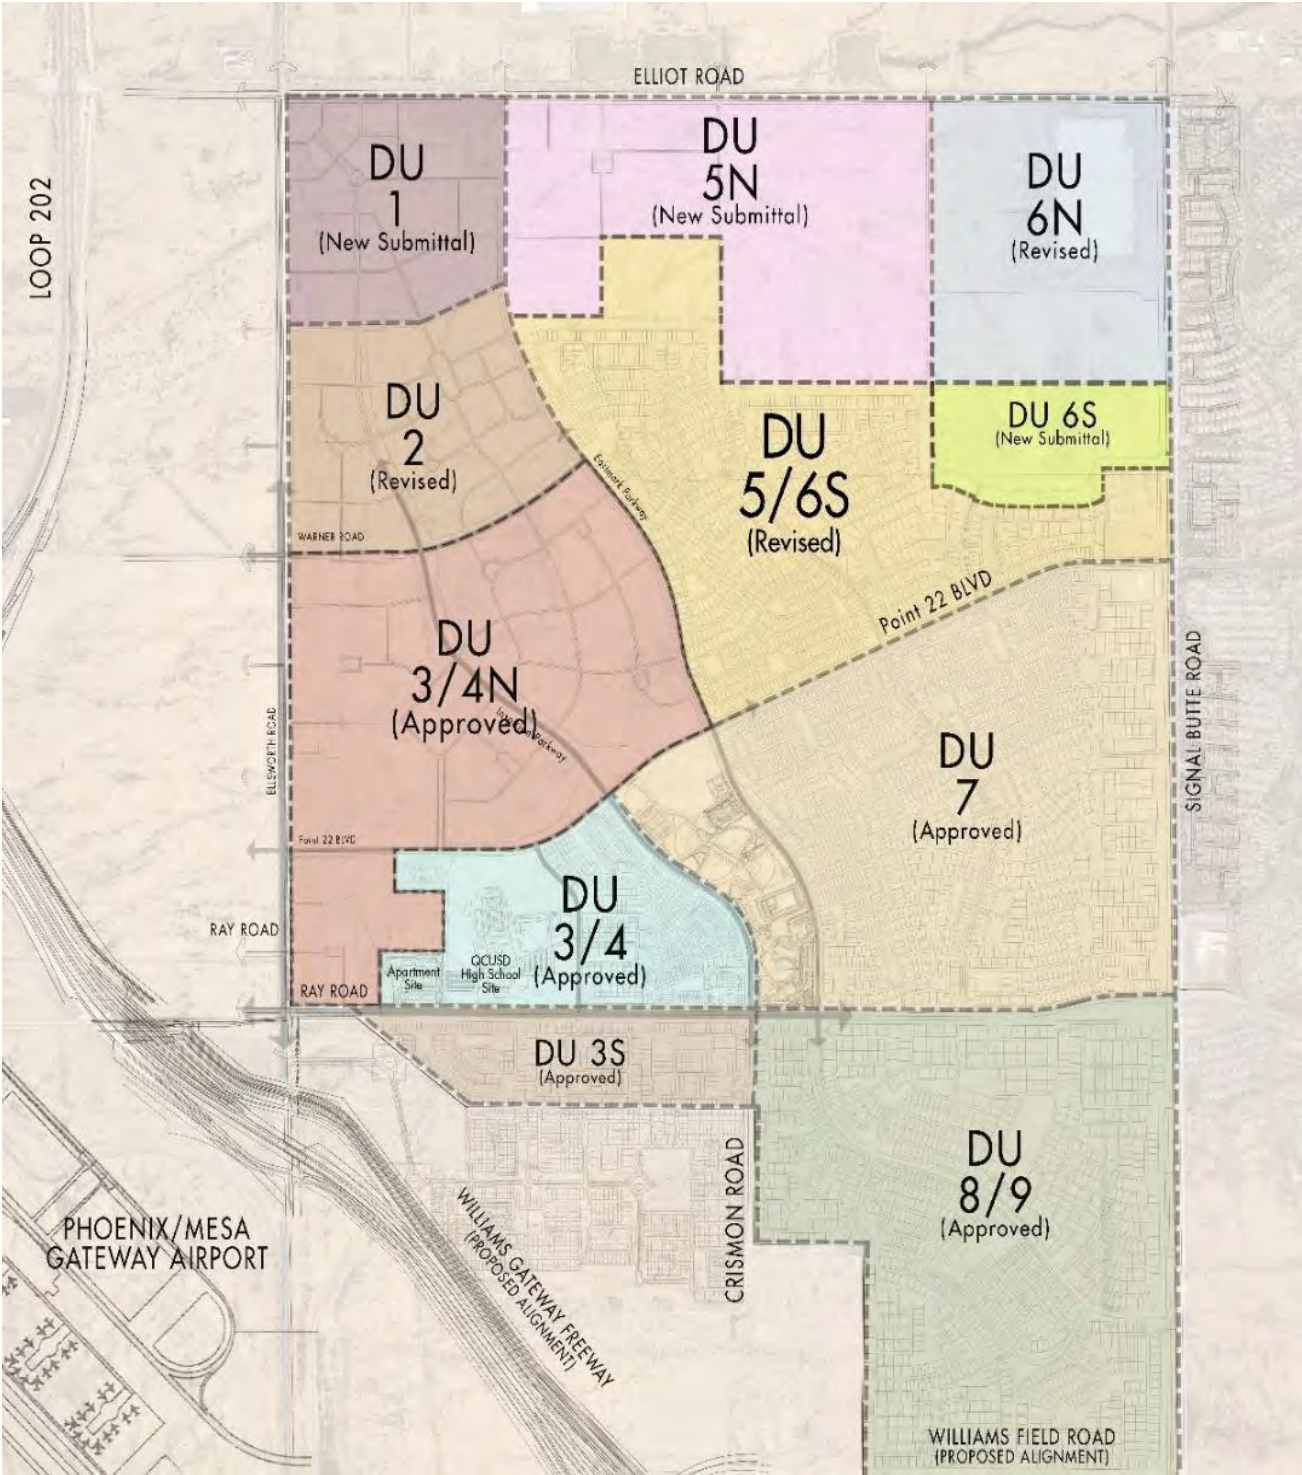 ELLIOT ROAD
LOOP 202
DU
1
(New Submittal)
DU
5N
(New Submittal)
DU
6N
(Revised)
DU
2
(Revised)
DU
5/6S
(Revised)
DU 6S
(New Submittal)
Eastmark Parkway
WARNER ROAD
Point 22 BLVD
DU
3/4N
(Approved)
Parkway
ELLSWORTH ROAD
SIGNAL BUTTE ROAD
DU
7
(Approved)
Point 22 BLVD
RAY ROAD
DU
3/4
(Approved)
Apartment
Site
QCUSD
High School
Site
RAY ROAD
DU 3S
(Approved)
DU
8/9
(Approved)
CRISMON ROAD
WILLIAMS GATEWAY FREEWAY
(PROPOSED ALIGNMENT)
PHOENIX/MESA
GATEWAY AIRPORT
WILLIAMS FIELD ROAD
(PROPOSED ALIGNMENT)